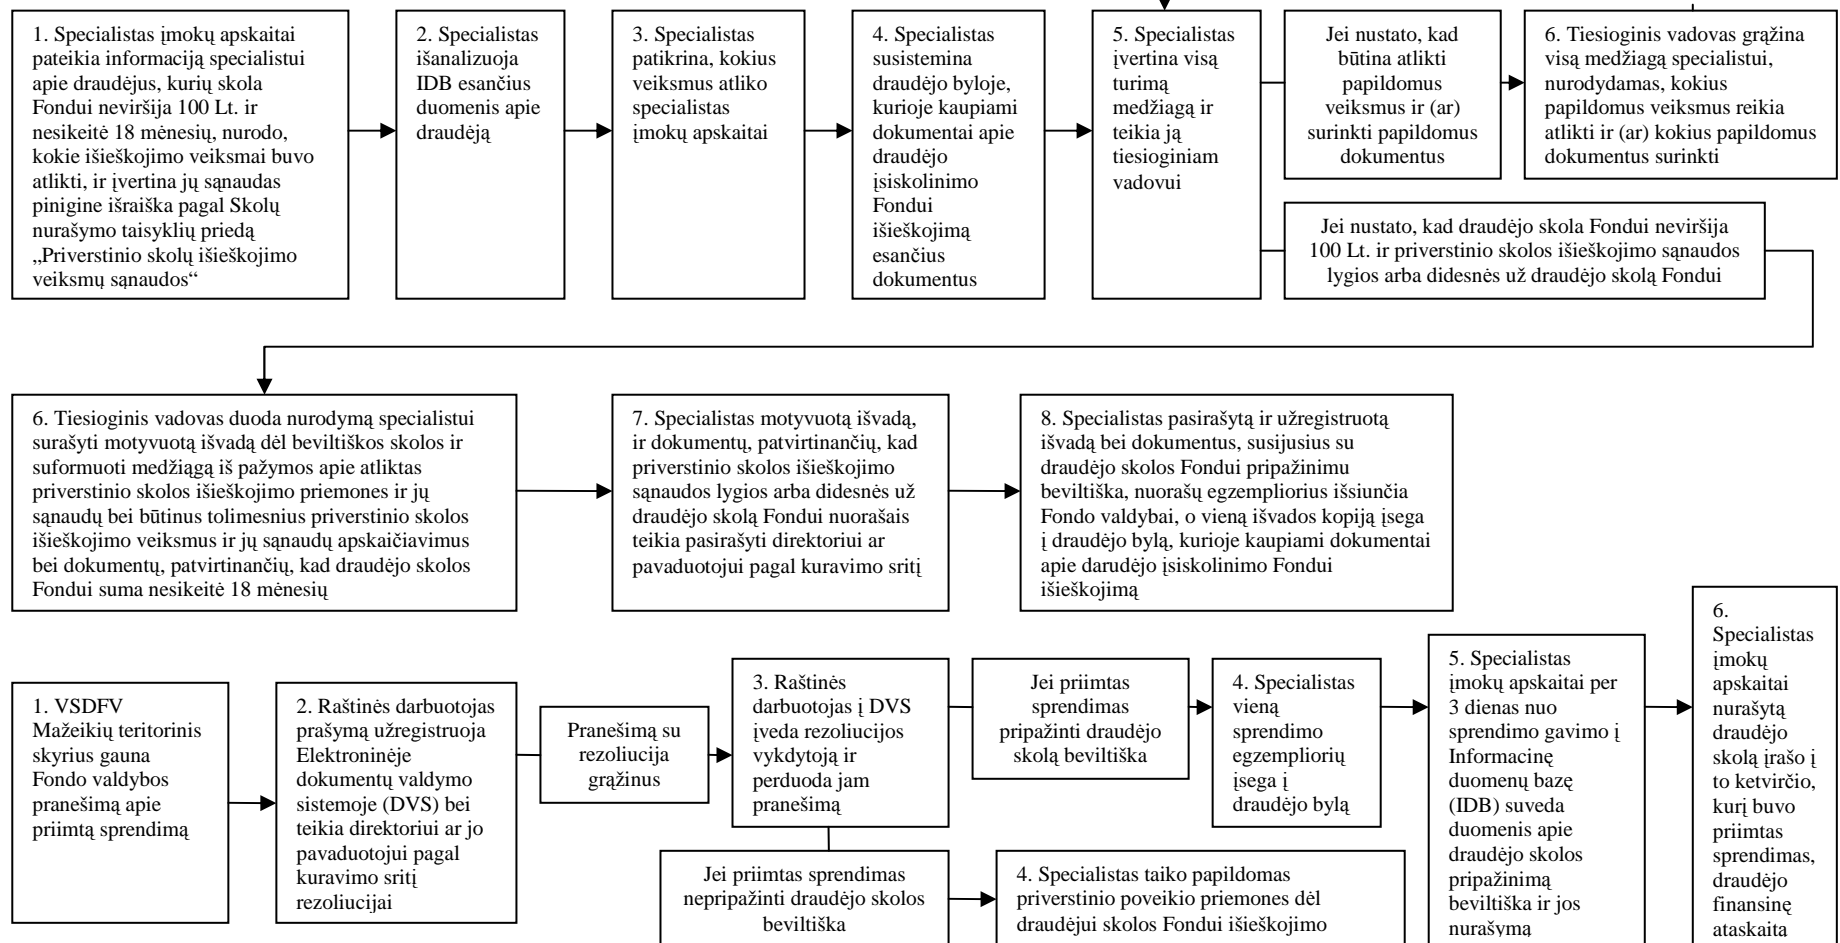 1. Specialistas įmokų apskaitai
pateikia informaciją specialistui
apie draudėjus, kurių skola
Fondui neviršija 100 Lt. ir
nesikeitė 18 mėnesių, nurodo,
kokie išieškojimo veiksmai buvo
atlikti, ir įvertina jų sąnaudas
pinigine išraiška pagal Skolų
nurašymo taisyklių priedą
„Priverstinio skolų išieškojimo
veiksmų sąnaudos“
2. Specialistas
išanalizuoja
IDB esančius
duomenis apie
draudėją
3. Specialistas
patikrina, kokius
veiksmus atliko
specialistas
įmokų apskaitai
4. Specialistas
susistemina
draudėjo byloje,
kurioje kaupiami
dokumentai apie
draudėjo
įsiskolinimo
Fondui
išieškojimą
esančius
dokumentus
5. Specialistas
įvertina visą
turimą
medžiagą ir
teikia ją
tiesioginiam
vadovui
Jei nustato, kad
būtina atlikti
papildomus
veiksmus ir (ar)
surinkti papildomus
dokumentus
6. Tiesioginis vadovas grąžina
visą medžiagą specialistui,
nurodydamas, kokius
papildomus veiksmus reikia
atlikti ir (ar) kokius papildomus
dokumentus surinkti
Jei nustato, kad draudėjo skola Fondui neviršija
100 Lt. ir priverstinio skolos išieškojimo sąnaudos
lygios arba didesnės už draudėjo skolą Fondui
6. Tiesioginis vadovas duoda nurodymą specialistui
surašyti motyvuotą išvadą dėl beviltiškos skolos ir
suformuoti medžiągą iš pažymos apie atliktas
priverstinio skolos išieškojimo priemones ir jų
sąnaudų bei būtinus tolimesnius priverstinio skolos
išieškojimo veiksmus ir jų sąnaudų apskaičiavimus
bei dokumentų, patvirtinančių, kad draudėjo skolos
Fondui suma nesikeitė 18 mėnesių
7. Specialistas motyvuotą išvadą,
ir dokumentų, patvirtinančių, kad
priverstinio skolos išieškojimo
sąnaudos lygios arba didesnės už
draudėjo skolą Fondui nuorašais
teikia pasirašyti direktoriui ar
pavaduotojui pagal kuravimo sritį
8. Specialistas pasirašytą ir užregistruotą
išvadą bei dokumentus, susijusius su
draudėjo skolos Fondui pripažinimu
beviltiška, nuorašų egzempliorius išsiunčia
Fondo valdybai, o vieną išvados kopiją įsega
į draudėjo bylą, kurioje kaupiami dokumentai
apie darudėjo įsiskolinimo Fondui
išieškojimą
1. VSDFV
Mažeikių teritorinis
skyrius gauna
Fondo valdybos
pranešimą apie
priimtą sprendimą
2. Raštinės darbuotojas
prašymą užregistruoja
Elektroninėje
dokumentų valdymo
sistemoje (DVS) bei
teikia direktoriui ar jo
pavaduotojui pagal
kuravimo sritį
rezoliucijai
Pranešimą su
rezoliucija
grąžinus
3. Raštinės
darbuotojas į DVS
įveda rezoliucijos
vykdytoją ir
perduoda jam
pranešimą
Jei priimtas
sprendimas
pripažinti draudėjo
skolą beviltiška
4. Specialistas
vieną
sprendimo
egzempliorių
įsega į
draudėjo bylą
5. Specialistas
įmokų apskaitai per
3 dienas nuo
sprendimo gavimo į
Informacinę
duomenų bazę
(IDB) suveda
duomenis apie
draudėjo skolos
pripažinimą
beviltiška ir jos
nurašymą
6.
Specialistas
įmokų
apskaitai
nurašytą
draudėjo
skolą įrašo į
to ketvirčio,
kurį buvo
priimtas
sprendimas,
draudėjo
finansinę
ataskaita
Jei priimtas sprendimas
nepripažinti draudėjo skolos
beviltiška
4. Specialistas taiko papildomas
priverstinio poveikio priemones dėl
draudėjui skolos Fondui išieškojimo